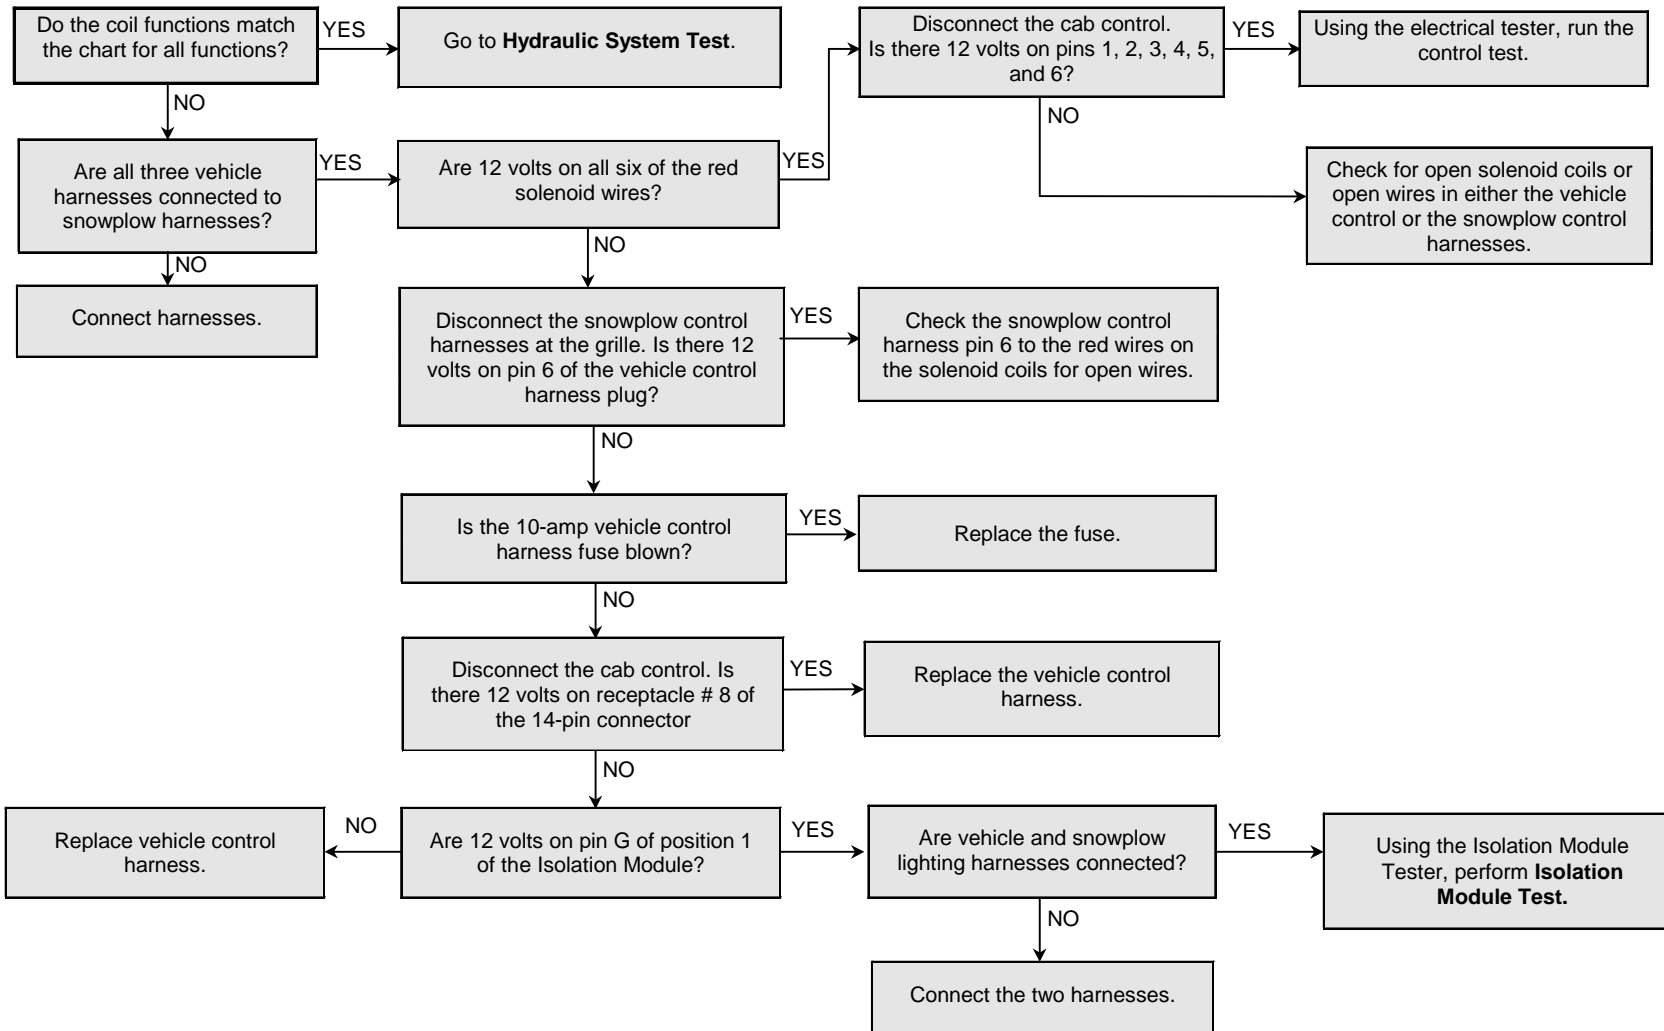 Do the coil functions match
the chart for all functions?
YES
Go to Hydraulic System Test.
Disconnect the cab control.
Is there 12 volts on pins 1, 2, 3, 4, 5,
and 6?
YES
Using the electrical tester, run the
control test.
NO
NO
Are all three vehicle
harnesses connected to
snowplow harnesses?
YES
Are 12 volts on all six of the red
solenoid wires?
YES
Check for open solenoid coils or
open wires in either the vehicle
control or the snowplow control
harnesses.
NO
NO
Connect harnesses.
Disconnect the snowplow control
harnesses at the grille. Is there 12
volts on pin 6 of the vehicle control
harness plug?
YES
Check the snowplow control
harness pin 6 to the red wires on
the solenoid coils for open wires.
NO
Is the 10-amp vehicle control
harness fuse blown?
YES
Replace the fuse.
NO
Disconnect the cab control. Is
there 12 volts on receptacle # 8 of
the 14-pin connector
YES
Replace the vehicle control
harness.
NO
Replace vehicle control
harness.
NO
Are 12 volts on pin G of position 1
of the Isolation Module?
YES
Are vehicle and snowplow
lighting harnesses connected?
YES
Using the Isolation Module
Tester, perform Isolation
Module Test.
NO
Connect the two harnesses.